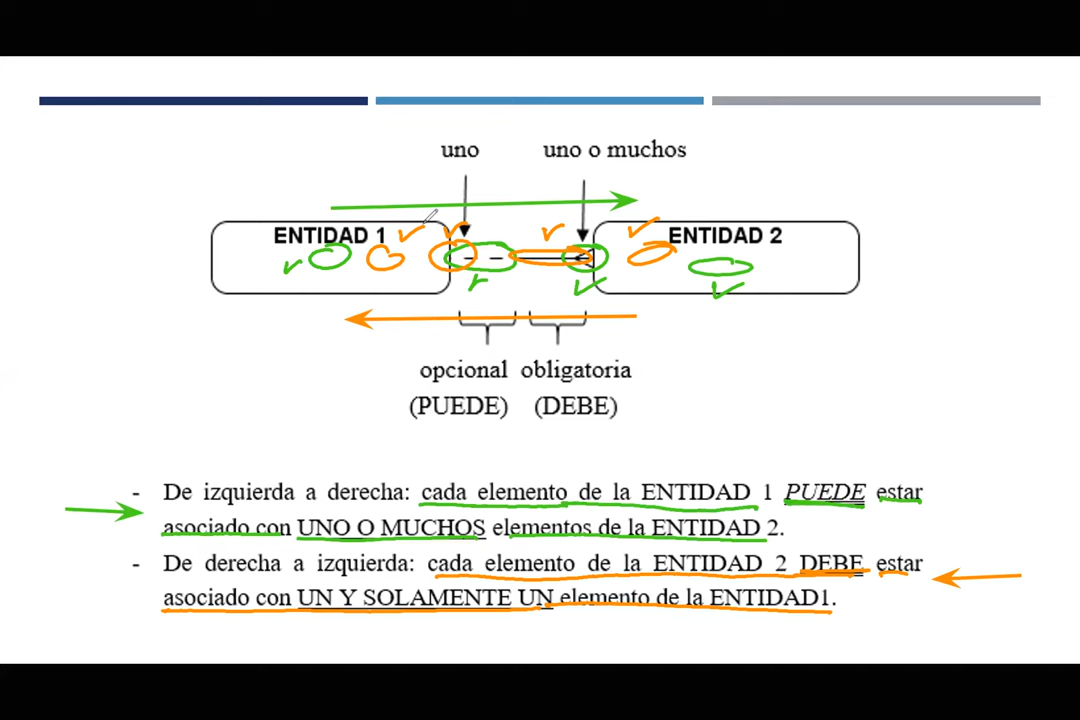 uno uno o muchos
ENTIDAD 1 ENTIDAD 2
opcional obligatoria
(PUEDE) (DEBE)
- De izquierda a derecha: cada elemento de la ENTIDAD 1 PUEDE estar
asociado con UNO O MUCHOS elementos de la ENTIDAD 2.
- De derecha a izquierda: cada elemento de la ENTIDAD 2 DEBE estar
asociado con UN Y SOLAMENTE UN elemento de la ENTIDAD1.